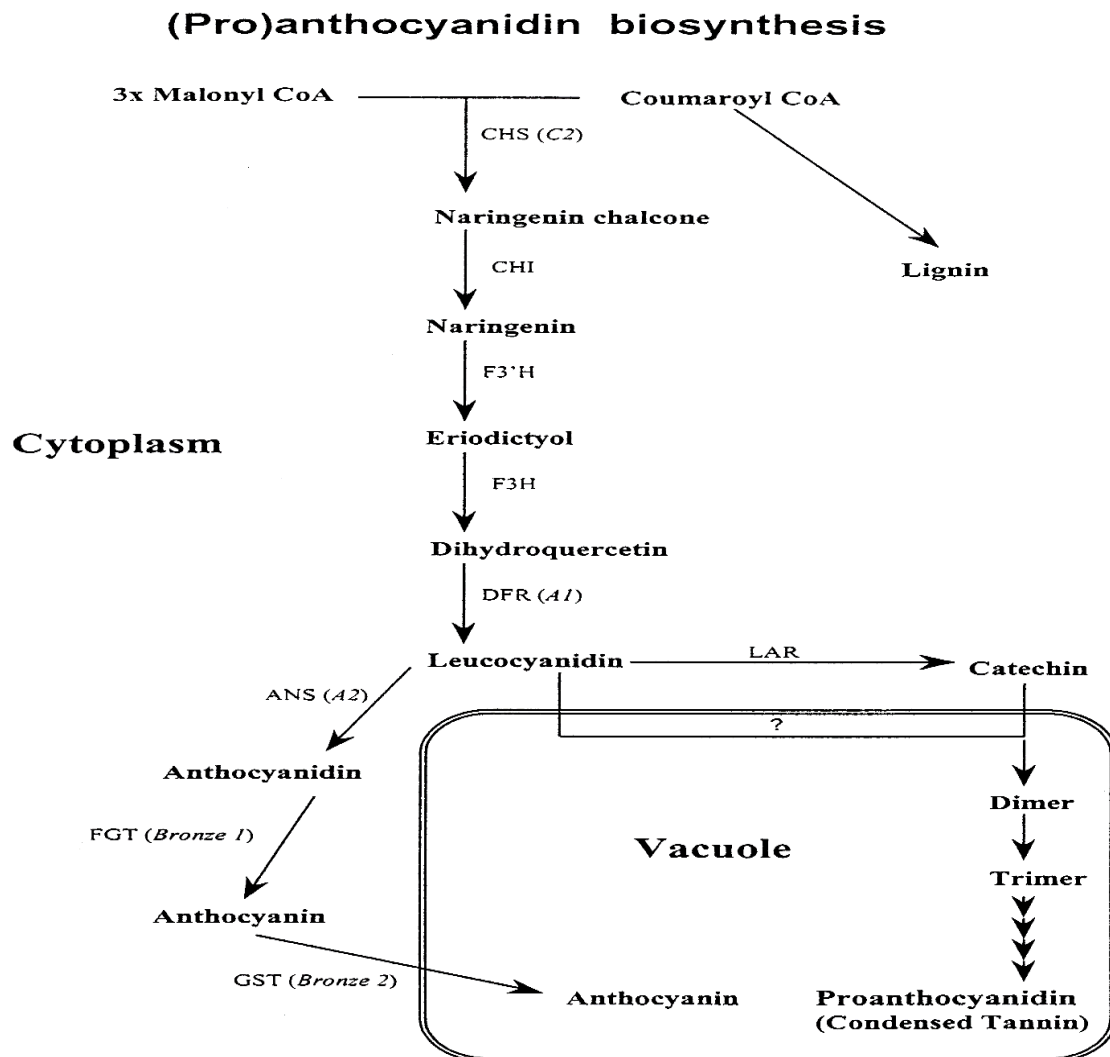 (Pro)anthocyanidin biosynthesis
3x Malonyl CoA
Coumaroyl CoA
CHS (C2)
Naringenin chalcone
Lignin
CHI
Naringenin
F3'H
Cytoplasm
Eriodictyol
F3H
Dihydroquercetin
DFR (A1)
Leucocyanidin
LAR
Catechin
ANS (A2)
?
Anthocyanidin
Dimer
FGT (Bronze 1)
Vacuole
Trimer
Anthocyanin
GST (Bronze 2)
Anthocyanin
Proanthocyanidin
(Condensed Tannin)